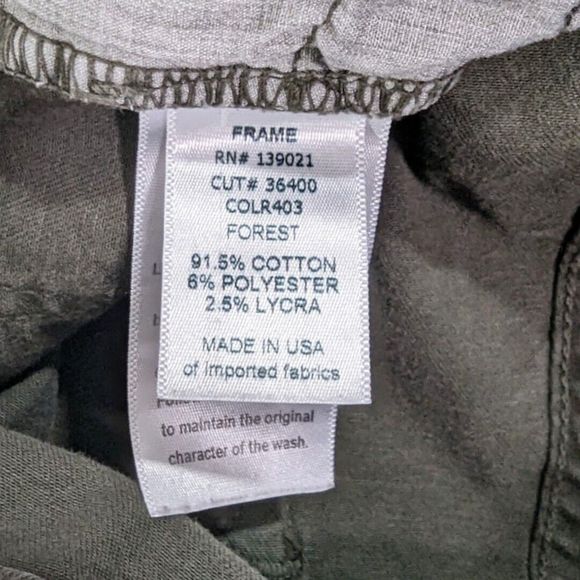 FRAME
RN# 139021
CUT# 36400
COLR403
FOREST
91.5% COTTON
6% POLYESTER
2.5% LYCRA
MADE IN USA
of imported fabrics
to maintain the original
character of the wash.